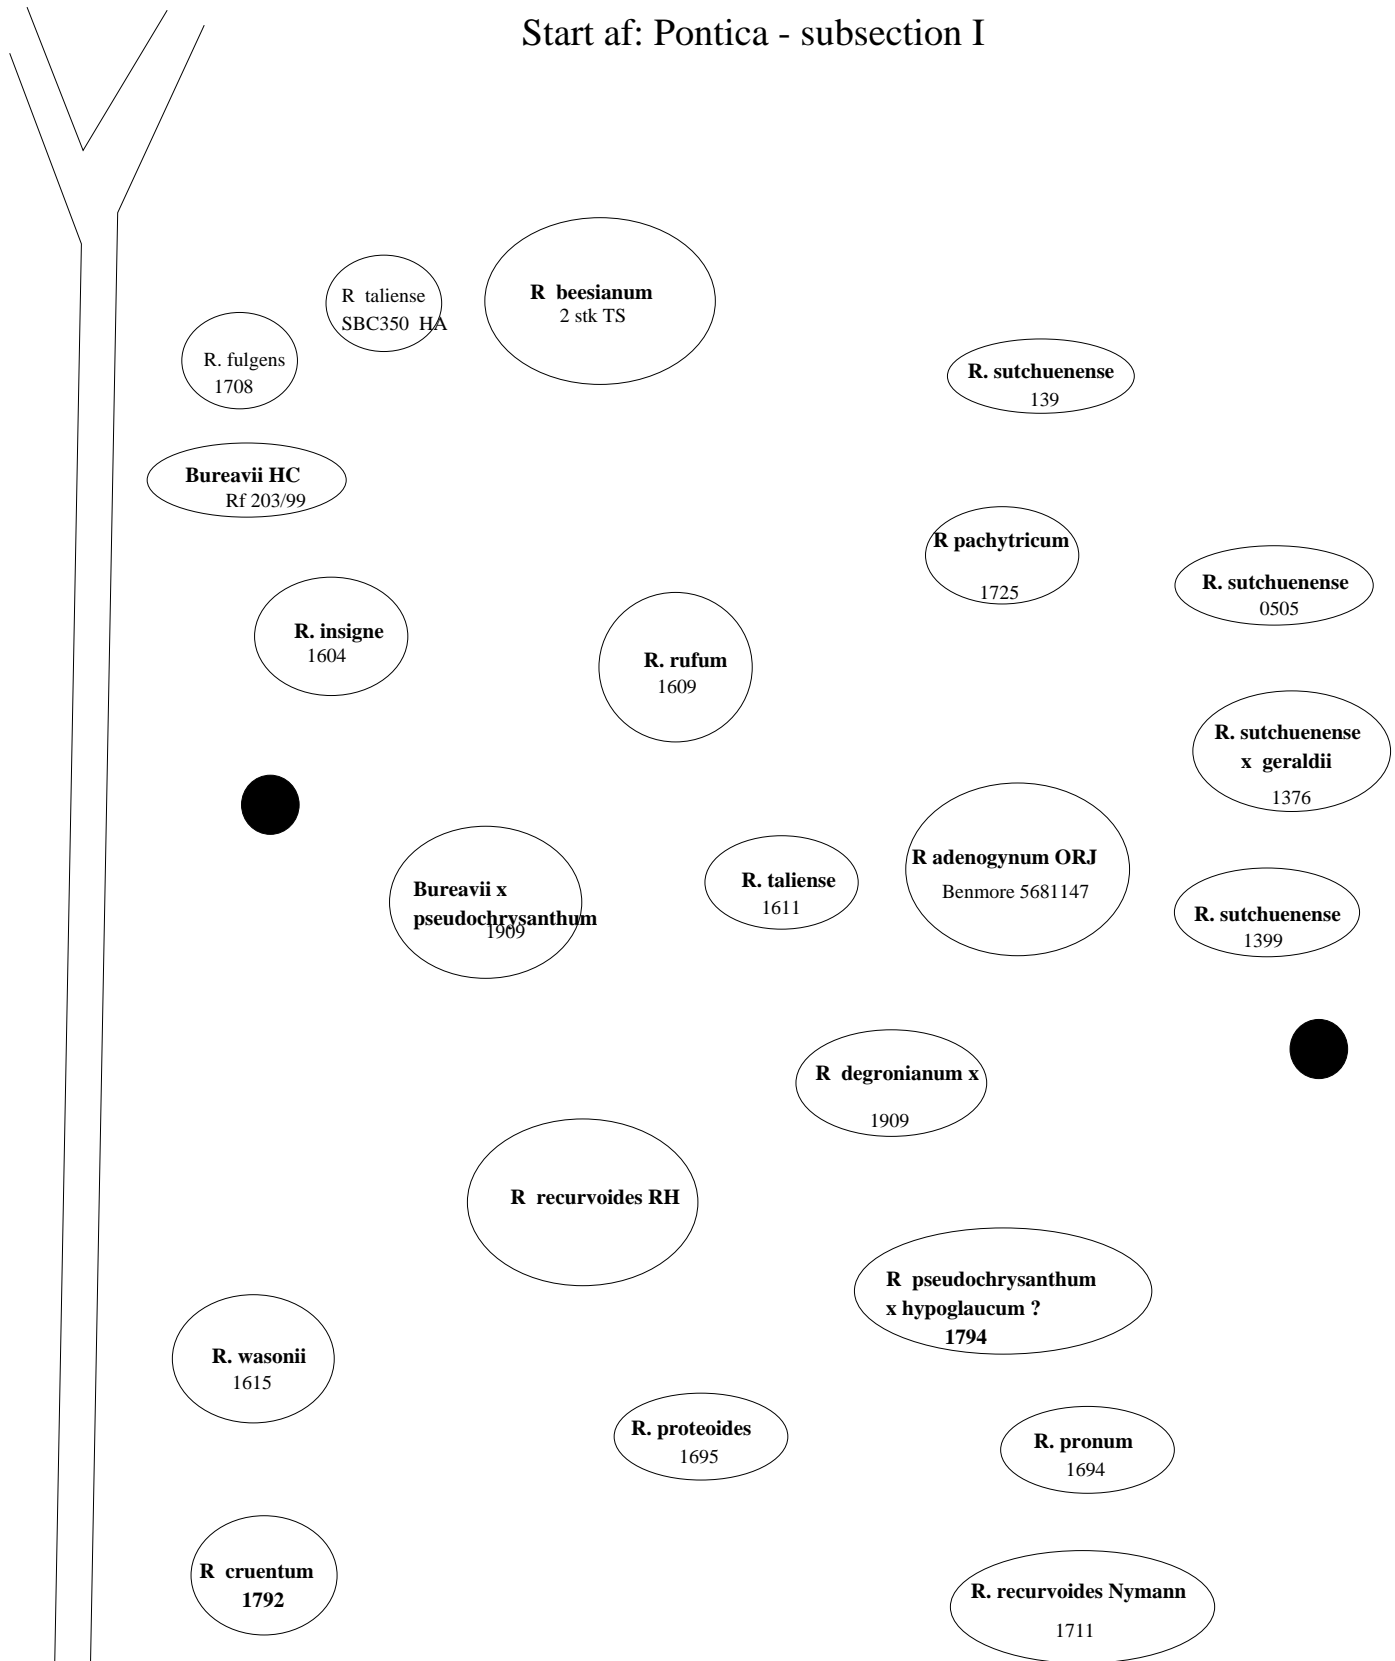 Start af: Pontica - subsection I
R taliense
SBC350 HA
R beesianum
2 stk TS
R. fulgens
1708
R. sutchuenense
139
Bureavii HC
Rf 203/99
R pachytricum
1725
R. sutchuenense
0505
R. insigne
1604
R. rufum
1609
R. sutchuenense
x geraldii
1376
Bureavii x
pseudochrysanthum
1909
R. taliense
1611
R adenogynum ORJ
Benmore 5681147
R. sutchuenense
1399
R degronianum x
1909
R recurvoides RH
R pseudochrysanthum
x hypoglaucum ?
1794
R. wasonii
1615
R. proteoides
1695
R. pronum
1694
R cruentum
1792
R. recurvoides Nymann
1711